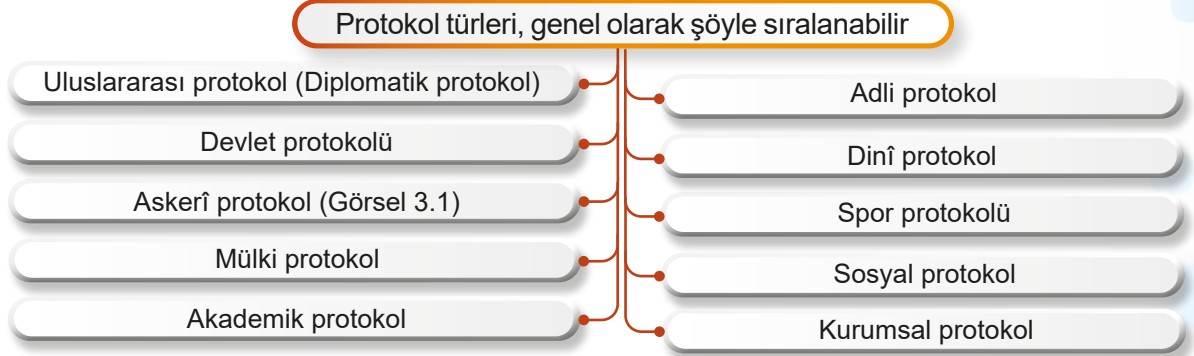 Protokol türleri, genel olarak şöyle sıralanabilir
Uluslararası protokol (Diplomatik protokol)
Devlet protokolü
Askerî protokol (Görsel 3.1)
Mülki protokol
Akademik protokol
Adli protokol
Dinî protokol
Spor protokolü
Sosyal protokol
Kurumsal protokol